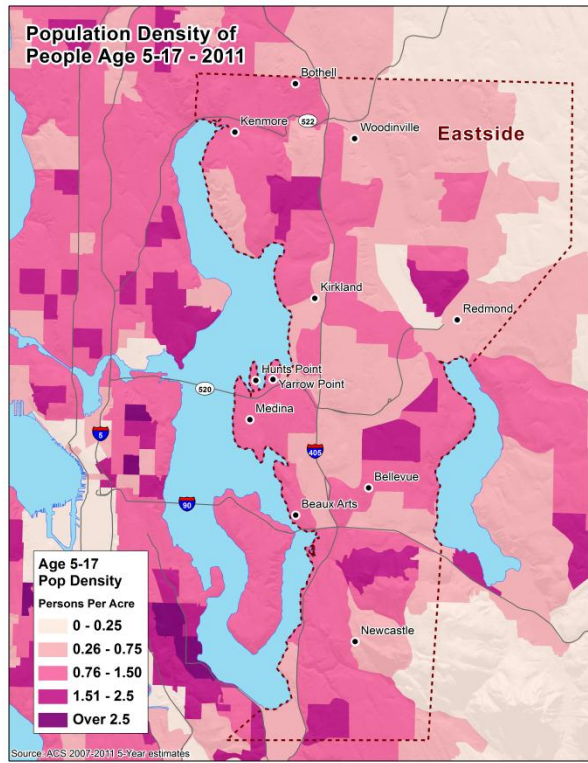 Population Density of
People Age 5-17 - 2011
Bothell
522
Kenmore
Woodinville
Eastside
Kirkland
Redmond
Hunts Point
Yarrow Point
520
Medina
5
405
Bellevue
90
Beaux Arts
Newcastle
Age 5-17
Pop Density
Persons Per Acre
0 - 0.25
0.26 - 0.75
0.76 - 1.50
1.51 - 2.5
Over 2.5
Source: ACS 2007-2011 5-Year estimates